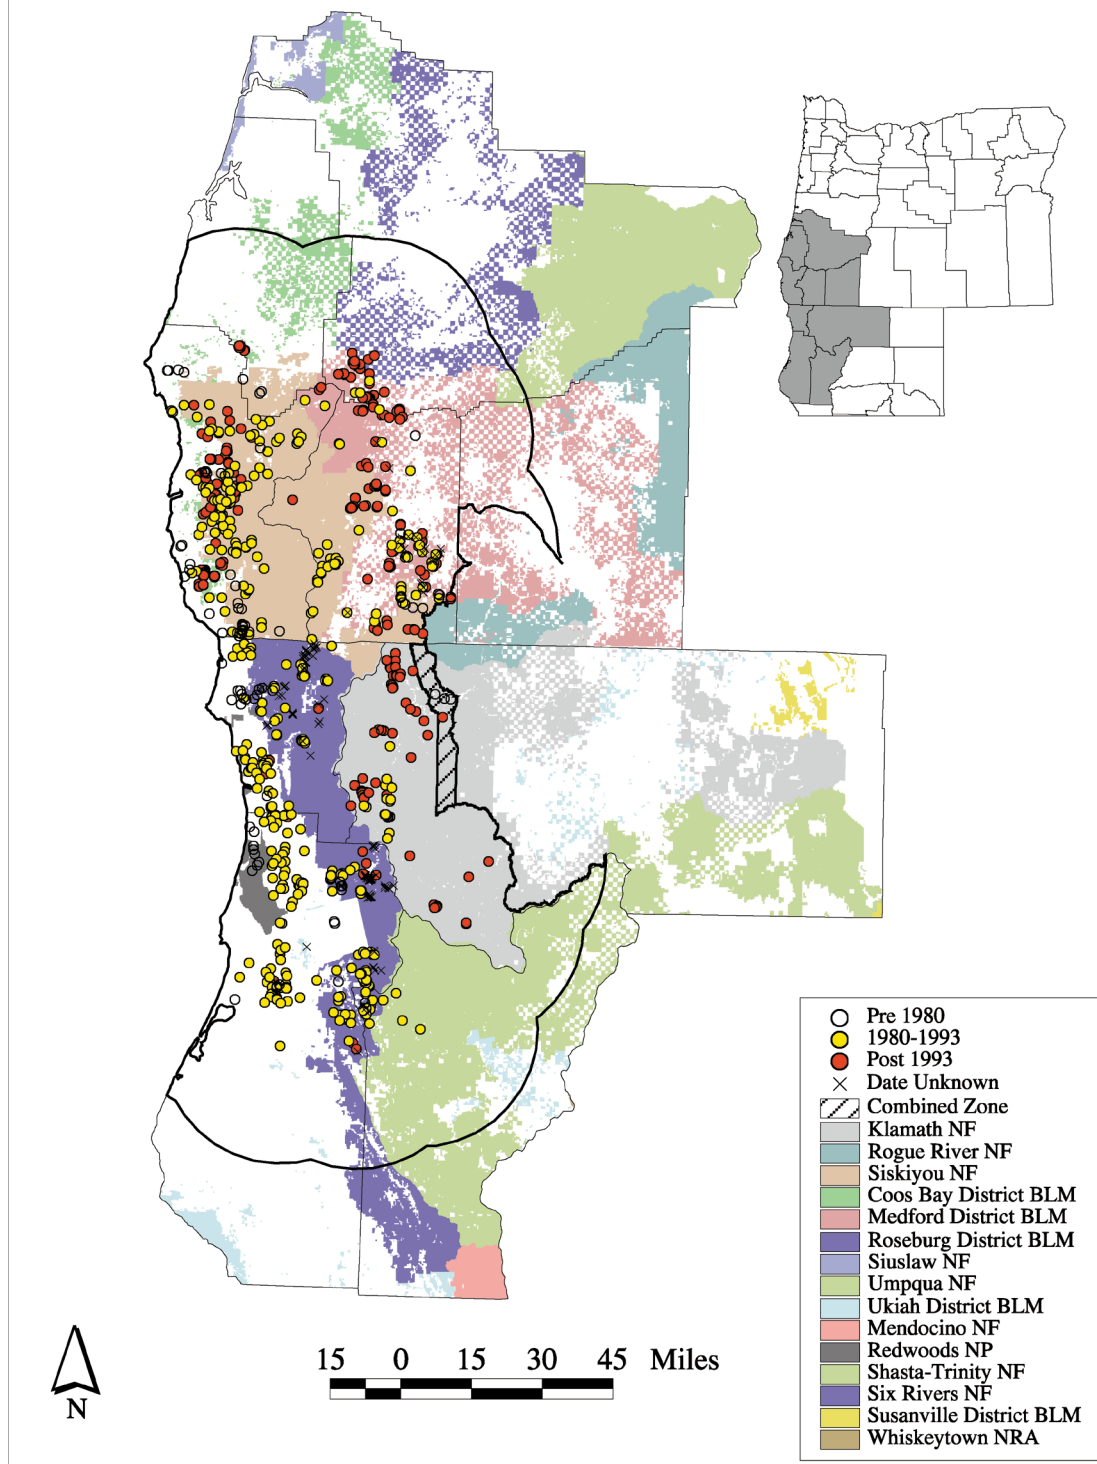 Pre 1980
1980-1993
Post 1993
Date Unknown
Combined Zone
Klamath NF
Rogue River NF
Siskiyou NF
Coos Bay District BLM
Medford District BLM
Roseburg District BLM
Siuslaw NF
Umpqua NF
Ukiah District BLM
Mendocino NF
Redwoods NP
Shasta-Trinity NF
Six Rivers NF
Susanville District BLM
Whiskeytown NRA
15 0 15 30 45 Miles
N